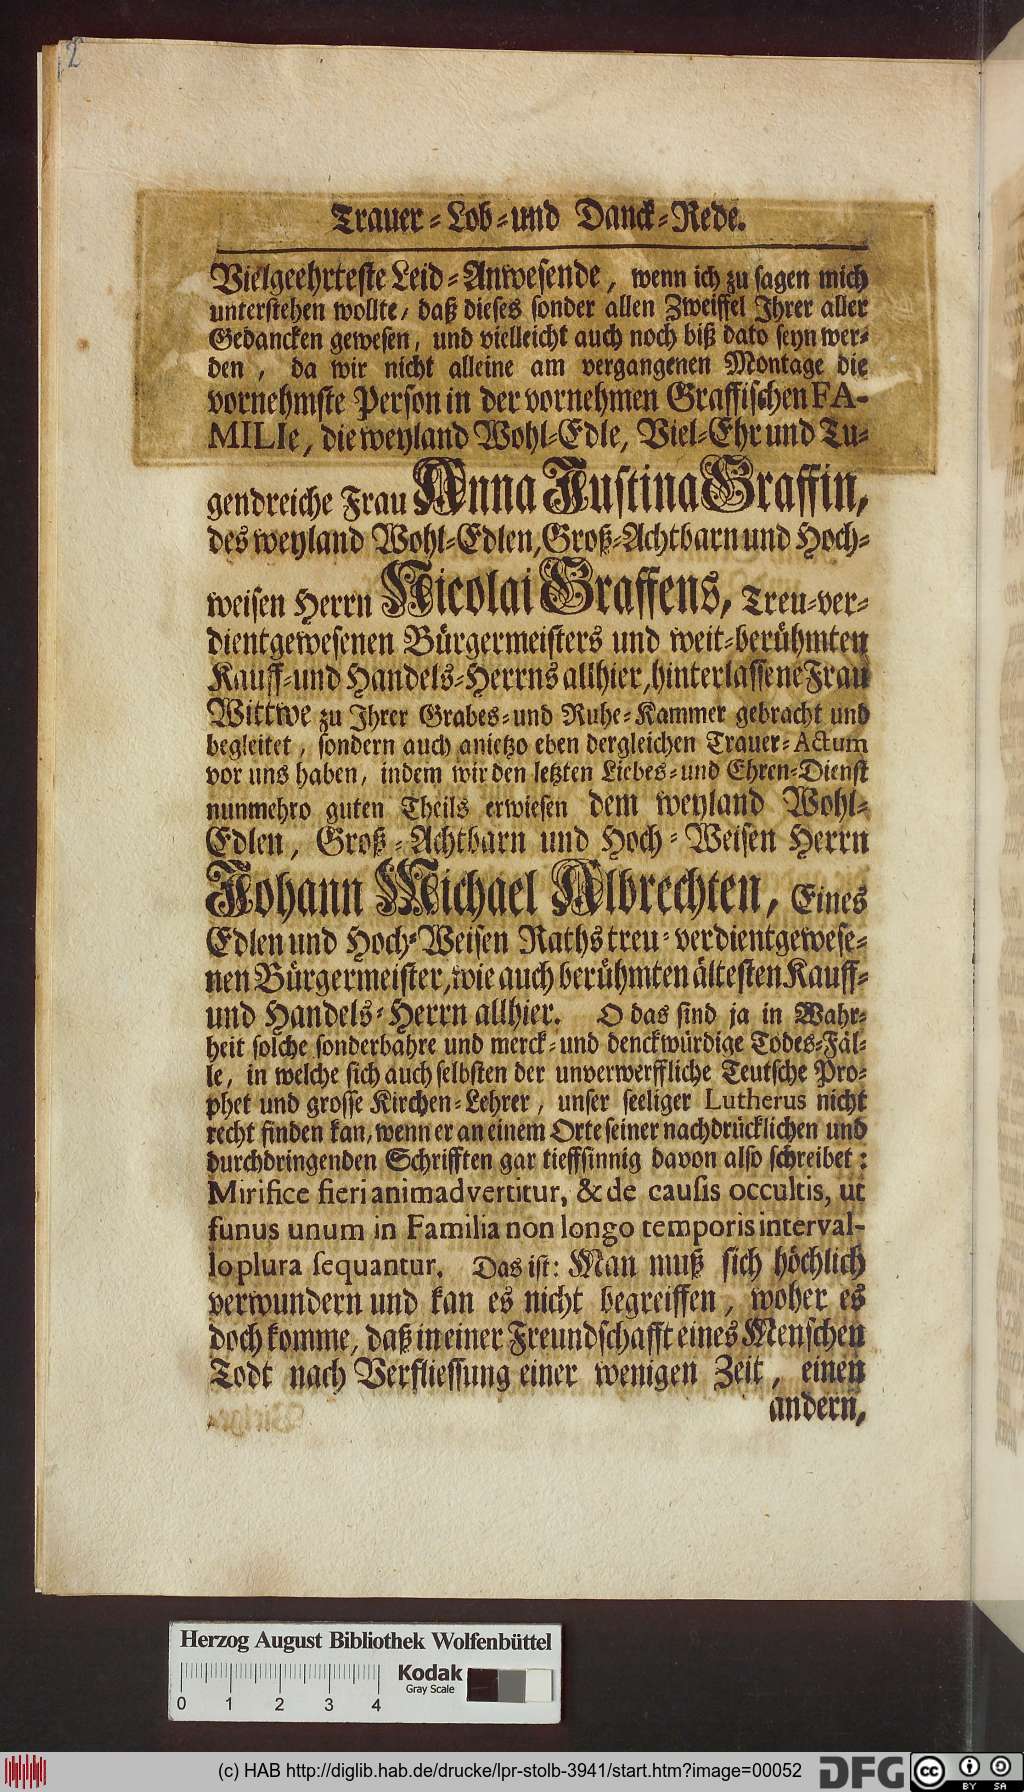 2
Trauer-Lob-und Danck-Rede.
Vielgeehrteste Leid-Anwesende, wenn ich zu sagen mich
unterstehen wollte, daß dieses sonder allen Zweiffel Ihrer aller
Gedancken gewesen, und vielleicht auch noch biß dato seyn wer-
den, da wir nicht alleine am vergangenen Montage die
vornehmste Person in der vornehmen Graffischen FA-
MILIe, die weyland Wohl-Edle, Viel-Ehr und Tu-
gendreiche Frau Anna Justina Graffin,
des weyland Wohl-Edlen, Groß-Achtbarn und Hoch-
weisen Herrn Nicolai Graffens, Treu-ver-
dientgewesenen Bürgermeisters und weit-berühmten
Kauff-und Handels-Herrns allhier, hinterlassene Frau
Wittwe zu Ihrer Grabes-und Ruhe-Kammer gebracht und
begleitet, sondern auch anietzo eben dergleichen Trauer-Actum
vor uns haben, indem wir den letzten Liebes-und Ehren-Dienst
nunmehro guten Theils erwiesen dem weyland Wohl-
Edlen, Groß-Achtbarn und Hoch-Weisen Herrn
Johann Michael Albrechten, Eines
Edlen und Hoch-Weisen Raths treu-verdientgewese-
nen Bürgermeister, wie auch berühmten ältesten Kauff-
und Handels-Herrn allhier. O das sind ja in Wahr-
heit solche sonderbahre und merck-und denckwürdige Todes-Fäl-
le, in welche sich auch selbsten der unverwerffliche Teutsche Pro-
phet und grosse Kirchen-Lehrer, unser seeliger Lutherus nicht
recht finden kan, wenn er an einem Orte seiner nachdrücklichen und
durchdringenden Schrifften gar tieffsinnig davon also schreibet:
Mirifice fieri animadvertitur, & de causis occultis, ut
funus unum in Familia non longo temporis interval-
lo plura sequantur. Das ist: Man muß sich höchlich
verwundern und kan es nicht begreiffen, woher es
doch komme, daß in einer Freundschafft eines Menschen
Todt nach Verfliessung einer wenigen Zeit, einen
andern,
Herzog August Bibliothek Wolfenbüttel
Kodak
Gray Scale
0 1 2 3 4
(c) HAB http://diglib.hab.de/drucke/lpr-stolb-3941/start.htm?image=00052
DFG
cc BY SA